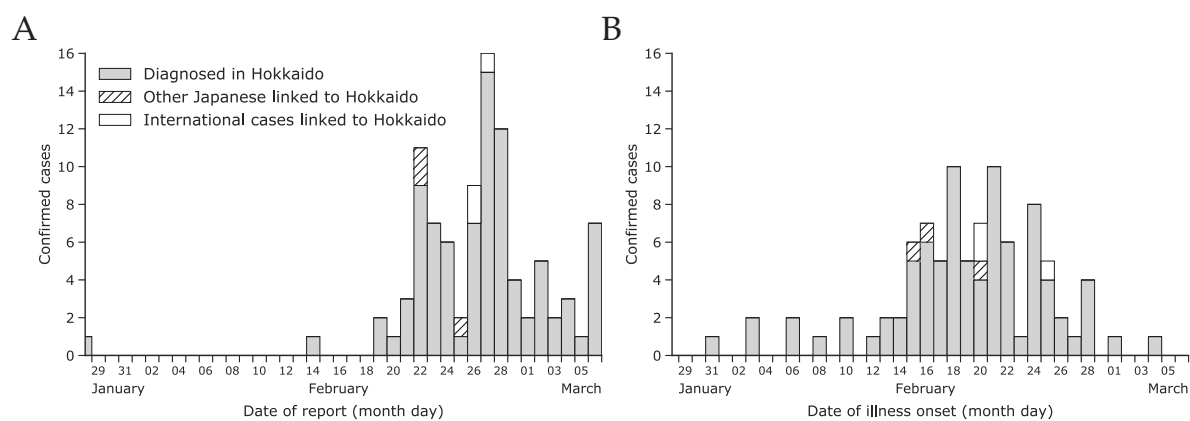 A
B
Confirmed cases
16
14
12
10
8
6
4
2
0
Diagnosed in Hokkaido
Other Japanese linked to Hokkaido
International cases linked to Hokkaido
29 31 02 04 06 08 10 12 14 16 18 20 22 24 26 28 01 03 05
January February March
Date of report (month day)
Confirmed cases
16
14
12
10
8
6
4
2
0
29 31 02 04 06 08 10 12 14 16 18 20 22 24 26 28 01 03 05
January February March
Date of illness onset (month day)